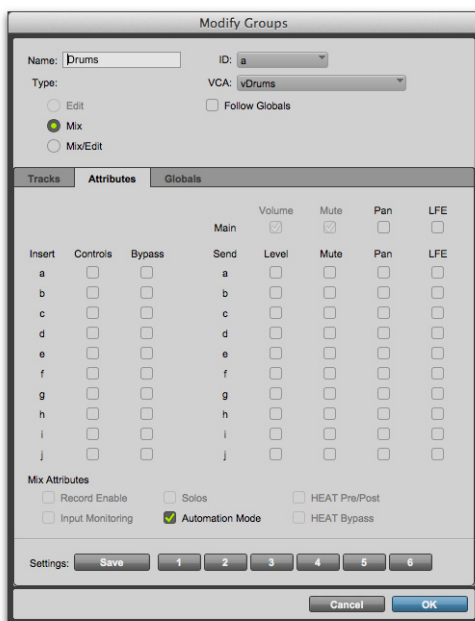 Modify Groups
Name: Drums ID: a
Type: VCA: vDrums
Edit Follow Globals
Mix
Mix/Edit
Tracks Attributes Globals
Volume Mute Pan LFE
Main
Insert Controls Bypass Send Level Mute Pan LFE
a a
b b
c c
d d
e e
f f
g g
h h
i i
j j
Mix Attributes
Record Enable Solos HEAT Pre/Post
Input Monitoring Automation Mode HEAT Bypass
Settings: Save 1 2 3 4 5 6
Cancel OK